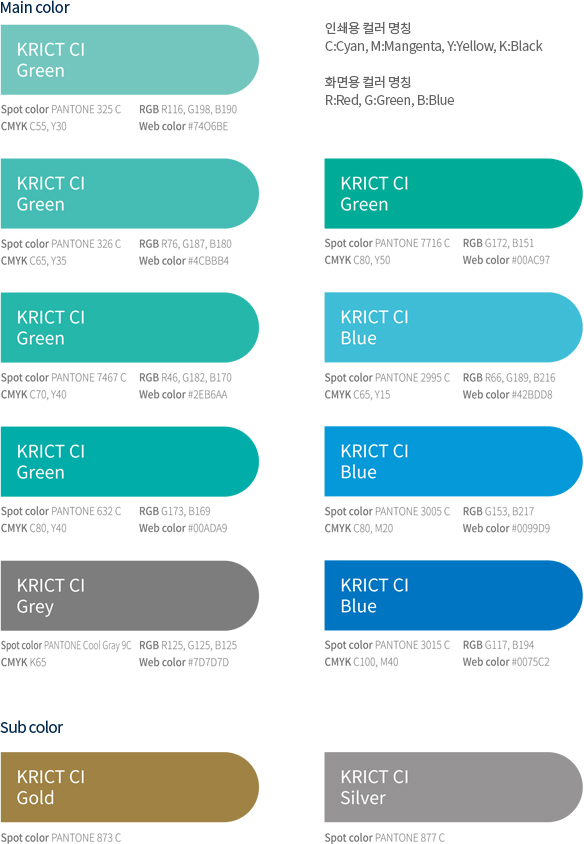 Main color
KRICT CI
Green
Spot color PANTONE 325 C
CMYK C55, Y30
RGB R116, G198, B190
Web color #74O6BE
인쇄용 컬러 명칭
C:Cyan, M:Mangenta, Y:Yellow, K:Black
화면용 컬러 명칭
R:Red, G:Green, B:Blue
KRICT CI
Green
Spot color PANTONE 326 C
CMYK C65, Y35
RGB R76, G187, B180
Web color #4CBBB4
KRICT CI
Green
Spot color PANTONE 7716 C
CMYK C80, Y50
RGB G172, B151
Web color #00AC97
KRICT CI
Green
Spot color PANTONE 7467 C
CMYK C70, Y40
RGB R46, G182, B170
Web color #2EB6AA
KRICT CI
Blue
Spot color PANTONE 2995 C
CMYK C65, Y15
RGB R66, G189, B216
Web color #42BDD8
KRICT CI
Green
Spot color PANTONE 632 C
CMYK C80, Y40
RGB G173, B169
Web color #00ADA9
KRICT CI
Blue
Spot color PANTONE 3005 C
CMYK C80, M20
RGB G153, B217
Web color #0099D9
KRICT CI
Grey
Spot color PANTONE Cool Gray 9C
CMYK K65
RGB R125, G125, B125
Web color #7D7D7D
KRICT CI
Blue
Spot color PANTONE 3015 C
CMYK C100, M40
RGB G117, B194
Web color #0075C2
Sub color
KRICT CI
Gold
Spot color PANTONE 873 C
KRICT CI
Silver
Spot color PANTONE 877 C